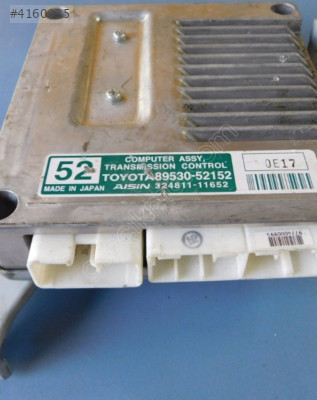 52
COMPUTER ASSY,
TRANSMISSION CONTROL
TOYOTA 89530-52152
MADE IN JAPAN
AISIN 324811-11652
0E17